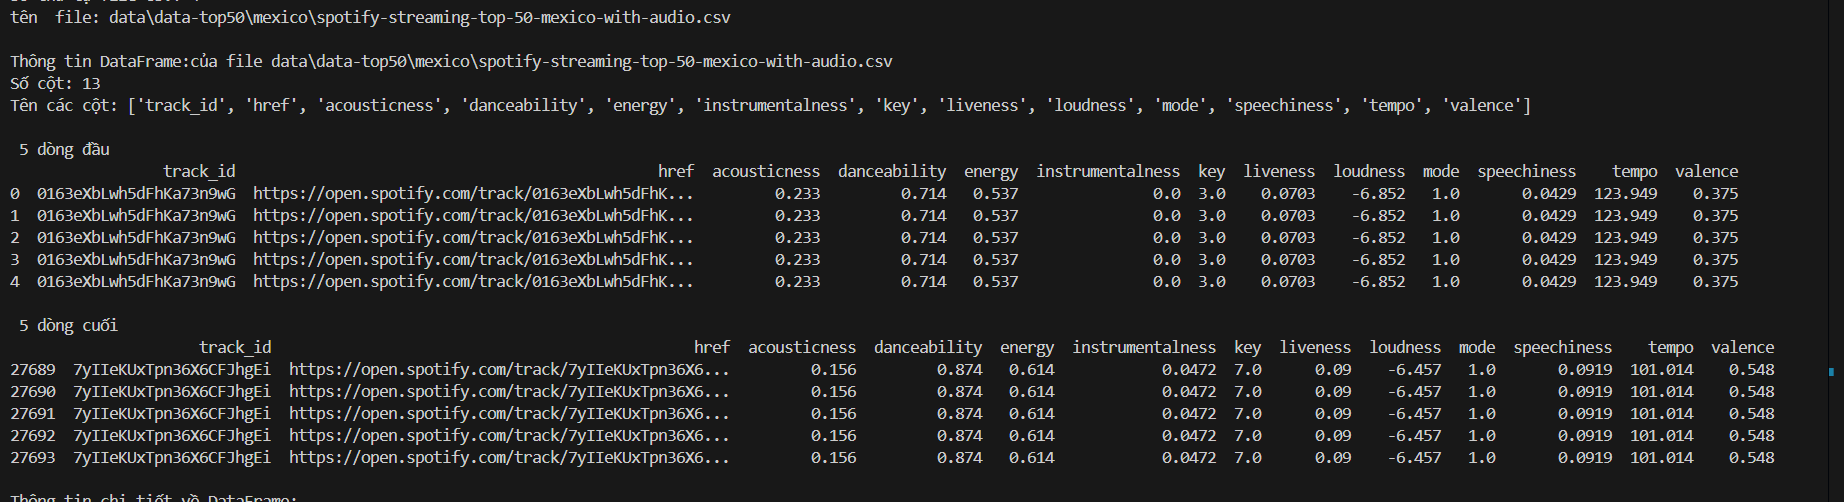 tên  file: data\data-top50\mexico\spotify-streaming-top-50-mexico-with-audio.csv
Thông tin DataFrame:của file data\data-top50\mexico\spotify-streaming-top-50-mexico-with-audio.csv
Số cột: 13
Tên các cột: ['track_id', 'href', 'acousticness', 'danceability', 'energy', 'instrumentalness', 'key', 'liveness', 'loudness', 'mode', 'speechiness', 'tempo', 'valence']
5 dòng đầu
track_id href acousticness danceability energy instrumentalness key liveness loudness mode speechiness tempo valence
0 0163eXbLwh5dFhKa73n9wG https://open.spotify.com/track/0163eXbLwh5dFhK... 0.233 0.714 0.537 0.0 3.0 0.0703 -6.852 1.0 0.0429 123.949 0.375
1 0163eXbLwh5dFhKa73n9wG https://open.spotify.com/track/0163eXbLwh5dFhK... 0.233 0.714 0.537 0.0 3.0 0.0703 -6.852 1.0 0.0429 123.949 0.375
2 0163eXbLwh5dFhKa73n9wG https://open.spotify.com/track/0163eXbLwh5dFhK... 0.233 0.714 0.537 0.0 3.0 0.0703 -6.852 1.0 0.0429 123.949 0.375
3 0163eXbLwh5dFhKa73n9wG https://open.spotify.com/track/0163eXbLwh5dFhK... 0.233 0.714 0.537 0.0 3.0 0.0703 -6.852 1.0 0.0429 123.949 0.375
4 0163eXbLwh5dFhKa73n9wG https://open.spotify.com/track/0163eXbLwh5dFhK... 0.233 0.714 0.537 0.0 3.0 0.0703 -6.852 1.0 0.0429 123.949 0.375
5 dòng cuối
track_id href acousticness danceability energy instrumentalness key liveness loudness mode speechiness tempo valence
27689 7yIIeKUxTpn36X6CFJhgEi https://open.spotify.com/track/7yIIeKUxTpn36X6... 0.156 0.874 0.614 0.0472 7.0 0.09 -6.457 1.0 0.0919 101.014 0.548
27690 7yIIeKUxTpn36X6CFJhgEi https://open.spotify.com/track/7yIIeKUxTpn36X6... 0.156 0.874 0.614 0.0472 7.0 0.09 -6.457 1.0 0.0919 101.014 0.548
27691 7yIIeKUxTpn36X6CFJhgEi https://open.spotify.com/track/7yIIeKUxTpn36X6... 0.156 0.874 0.614 0.0472 7.0 0.09 -6.457 1.0 0.0919 101.014 0.548
27692 7yIIeKUxTpn36X6CFJhgEi https://open.spotify.com/track/7yIIeKUxTpn36X6... 0.156 0.874 0.614 0.0472 7.0 0.09 -6.457 1.0 0.0919 101.014 0.548
27693 7yIIeKUxTpn36X6CFJhgEi https://open.spotify.com/track/7yIIeKUxTpn36X6... 0.156 0.874 0.614 0.0472 7.0 0.09 -6.457 1.0 0.0919 101.014 0.548
Thông tin chi tiết về DataFrame: